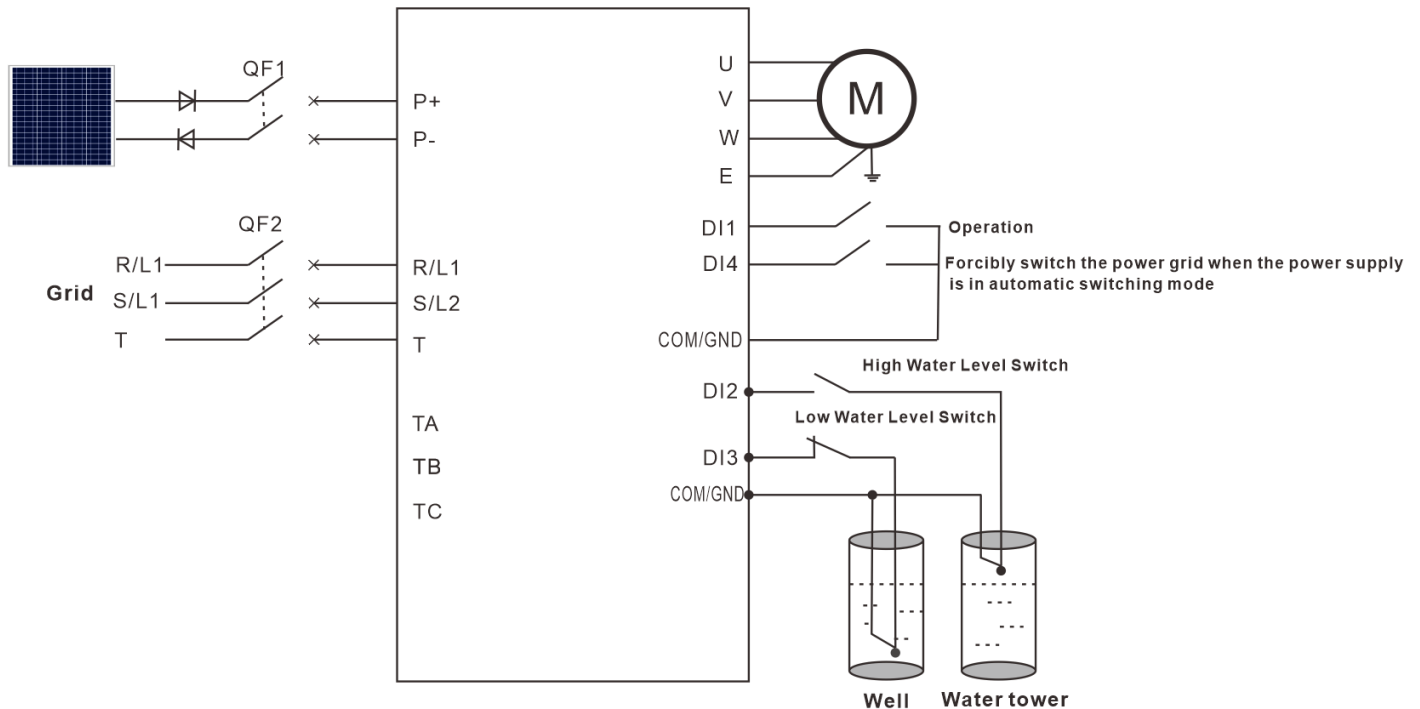 QF1
P+
P-
QF2
R/L1
R/L1
Grid
S/L1
S/L2
T
T
TA
TB
TC
U
V
W
E
M
DI1
Operation
DI4
Forcibly switch the power grid when the power supply
is in automatic switching mode
COM/GND
High Water Level Switch
DI2
Low Water Level Switch
DI3
COM/GND
Well
Water tower